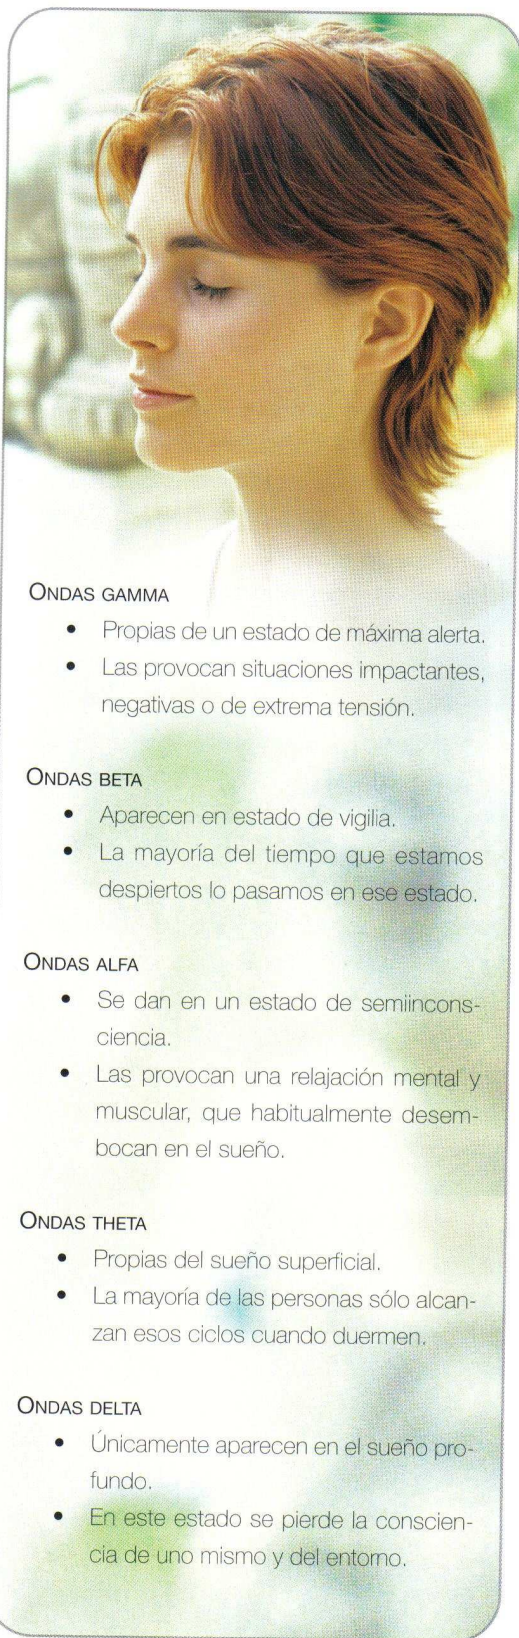 ONDAS GAMMA
• Propias de un estado de máxima alerta.
• Las provocan situaciones impactantes,
negativas o de extrema tensión.
ONDAS BETA
• Aparecen en estado de vigilia.
• La mayoría del tiempo que estamos
despiertos lo pasamos en ese estado.
ONDAS ALFA
• Se dan en un estado de semiincons-
ciencia.
• Las provocan una relajación mental y
muscular, que habitualmente desem-
bocan en el sueño.
ONDAS THETA
• Propias del sueño superficial.
• La mayoría de las personas sólo alcan-
zan esos ciclos cuando duermen.
ONDAS DELTA
• Únicamente aparecen en el sueño pro-
fundo.
• En este estado se pierde la conscien-
cia de uno mismo y del entorno.